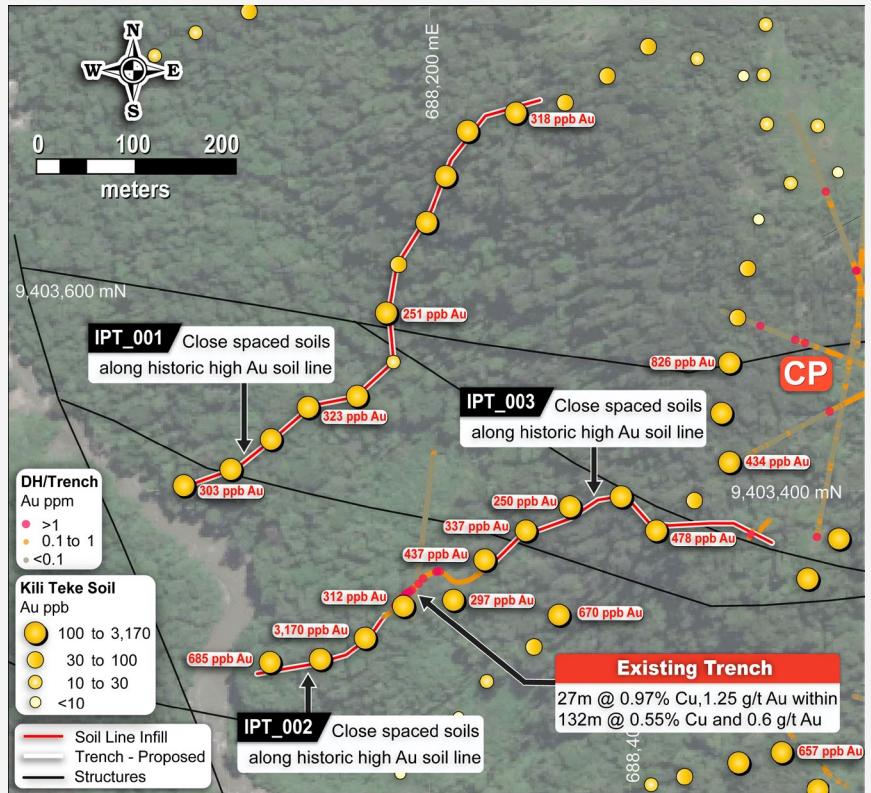 N
W
E
S
0 100 200
meters
688,200 mE
318 ppb Au
9,403,600 mN
251 ppb Au
IPT_001 Close spaced soils
along historic high Au soil line
826 ppb Au
CP
323 ppb Au
IPT_003 Close spaced soils
along historic high Au soil line
303 ppb Au
434 ppb Au
9,403,400 mN
DH/Trench
Au ppm
>1
0.1 to 1
<0.1
250 ppb Au
337 ppb Au
478 ppb Au
437 ppb Au
Kili Teke Soil
Au ppb
100 to 3,170
30 to 100
10 to 30
<10
312 ppb Au
297 ppb Au
670 ppb Au
3,170 ppb Au
685 ppb Au
Existing Trench
27m @ 0.97% Cu,1.25 g/t Au within
132m @ 0.55% Cu and 0.6 g/t Au
IPT_002 Close spaced soils
along historic high Au soil line
Soil Line Infill
Trench - Proposed
Structures
688,40
657 ppb Au